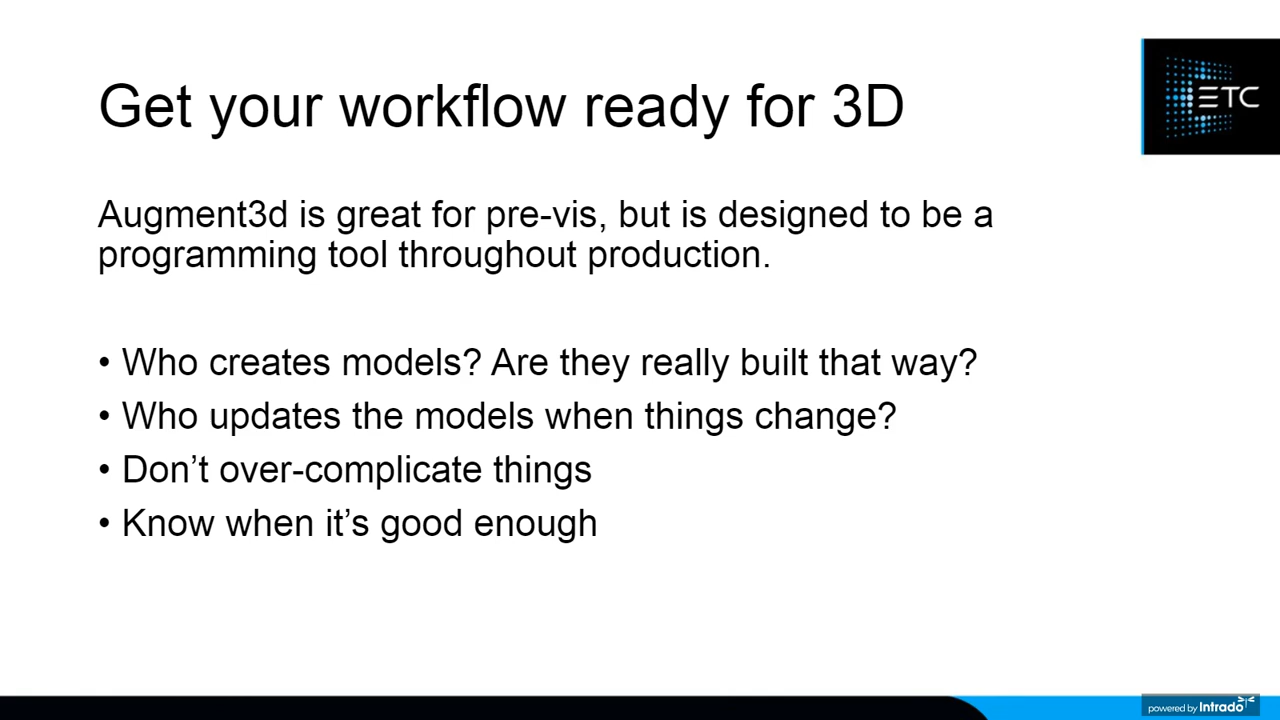 Get your workflow ready for 3D
ETC
Augment3d is great for pre-vis, but is designed to be a
programming tool throughout production.
• Who creates models? Are they really built that way?
• Who updates the models when things change?
• Don’t over-complicate things
• Know when it’s good enough
powered by Intrado